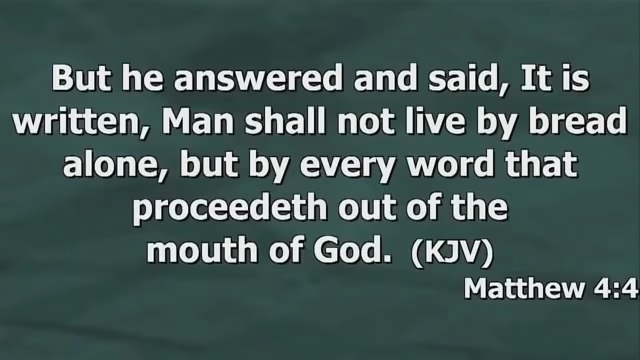 But he answered and said, It is
written, Man shall not live by bread
alone, but by every word that
proceedeth out of the
mouth of God. (KJV)
Matthew 4:4